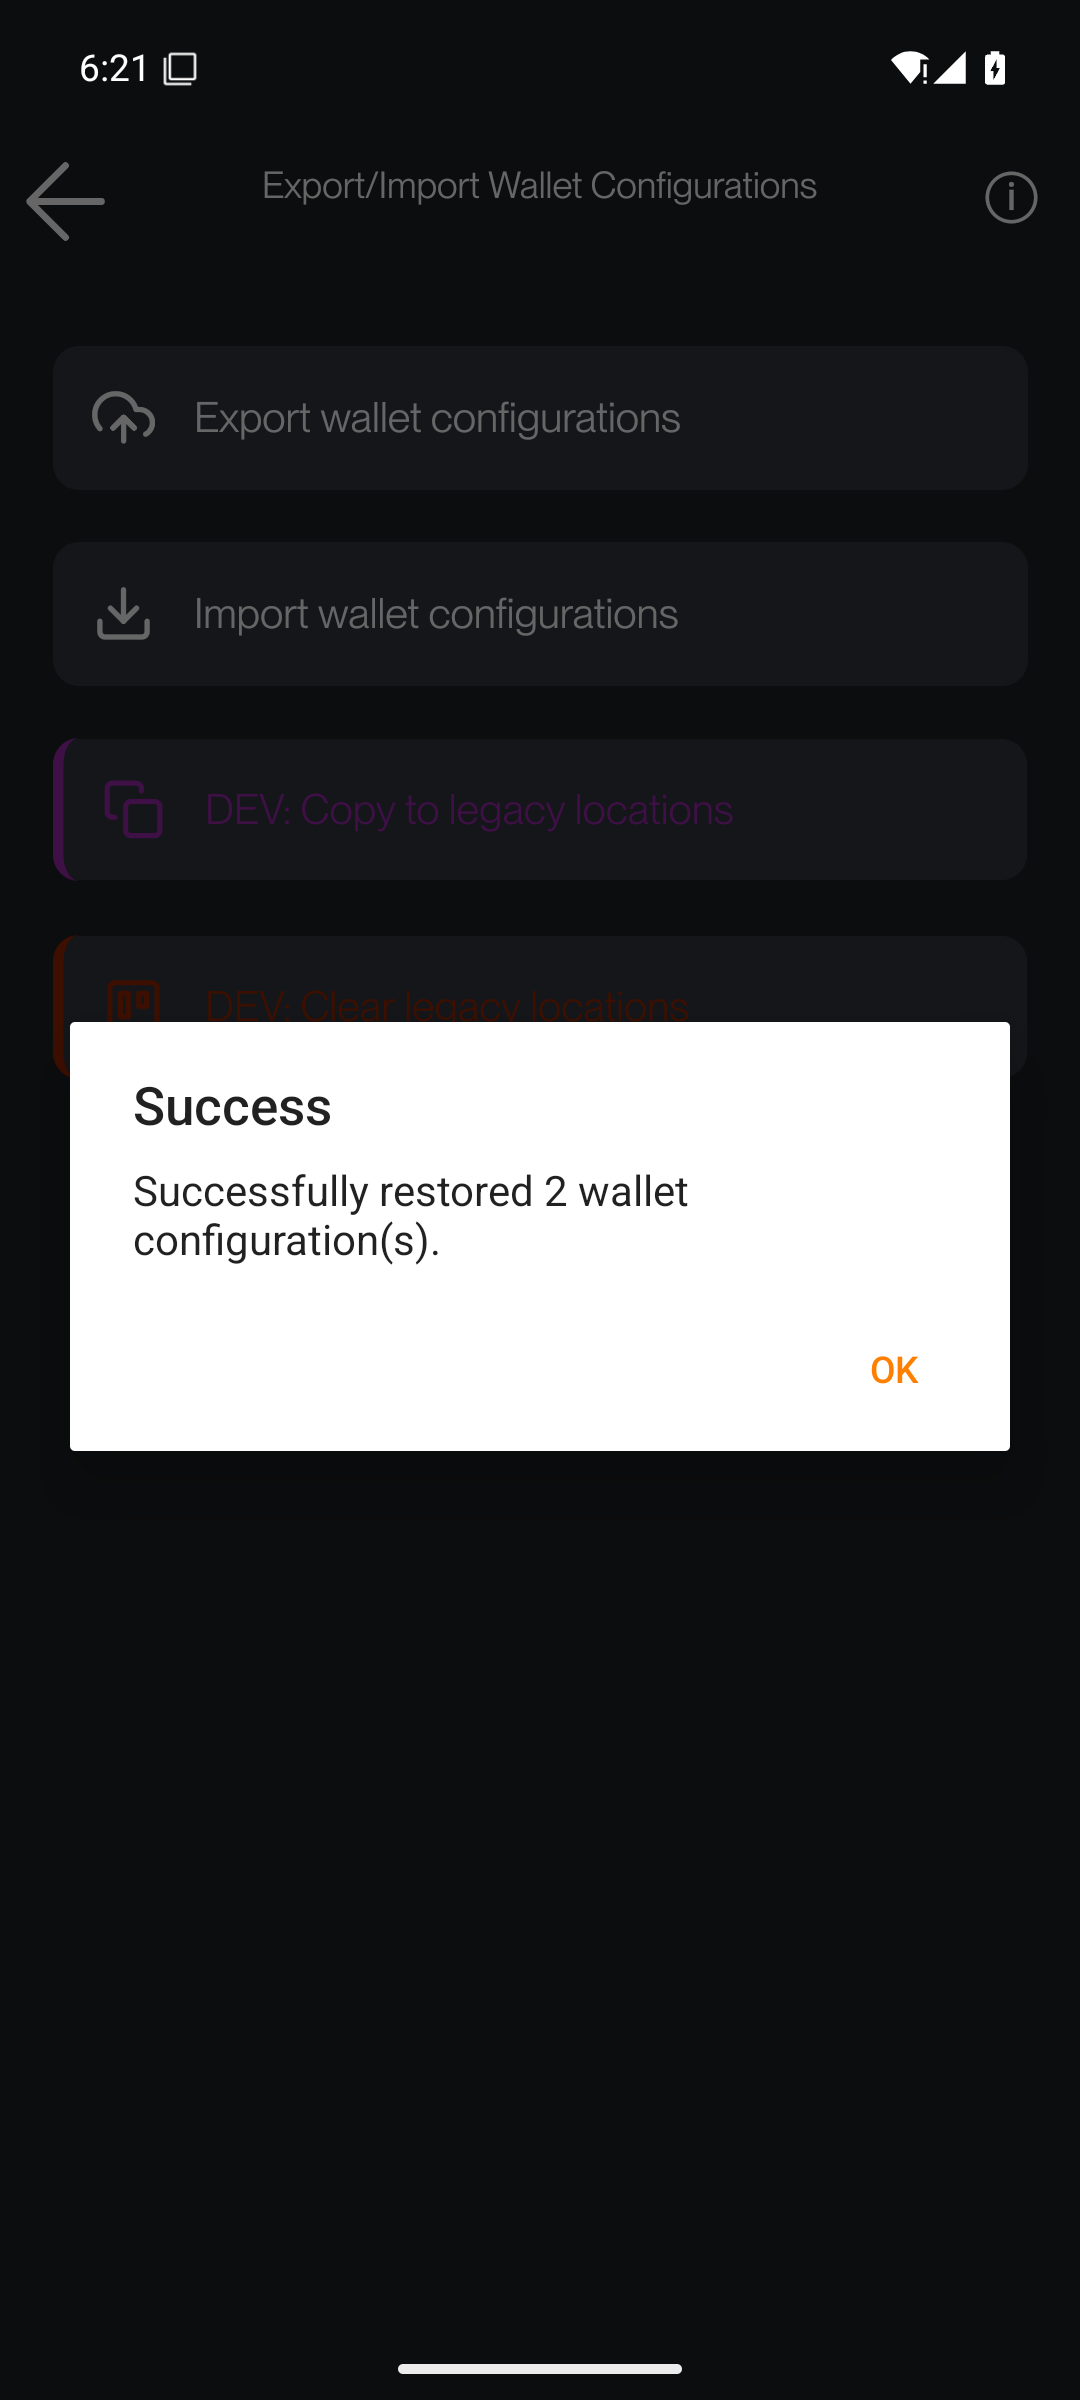 6:21
Export/Import Wallet Configurations
Export wallet configurations
Import wallet configurations
DEV: Copy to legacy locations
DEV: Clear legacy locations
Success
Successfully restored 2 wallet
configuration(s).
OK